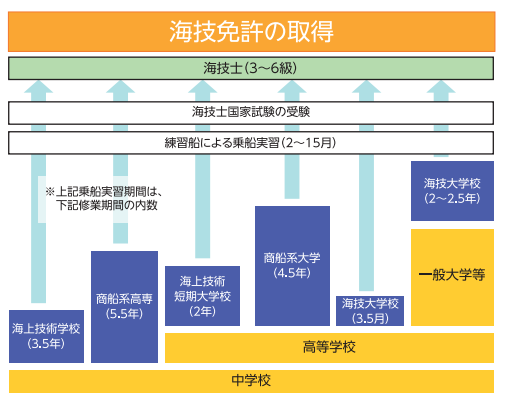 海技免許の取得
海技士(3〜6級)
海技士国家試験の受験
練習船による乗船実習(2〜15月)
※上記乗船実習期間は、
下記修業期間の内数
海上技術学校
(3.5年)
商船系高専
(5.5年)
海上技術
短期大学校
(2年)
商船系大学
(4.5年)
海技大学校
(3.5月)
海技大学校
(2〜2.5年)
一般大学等
高等学校
中学校